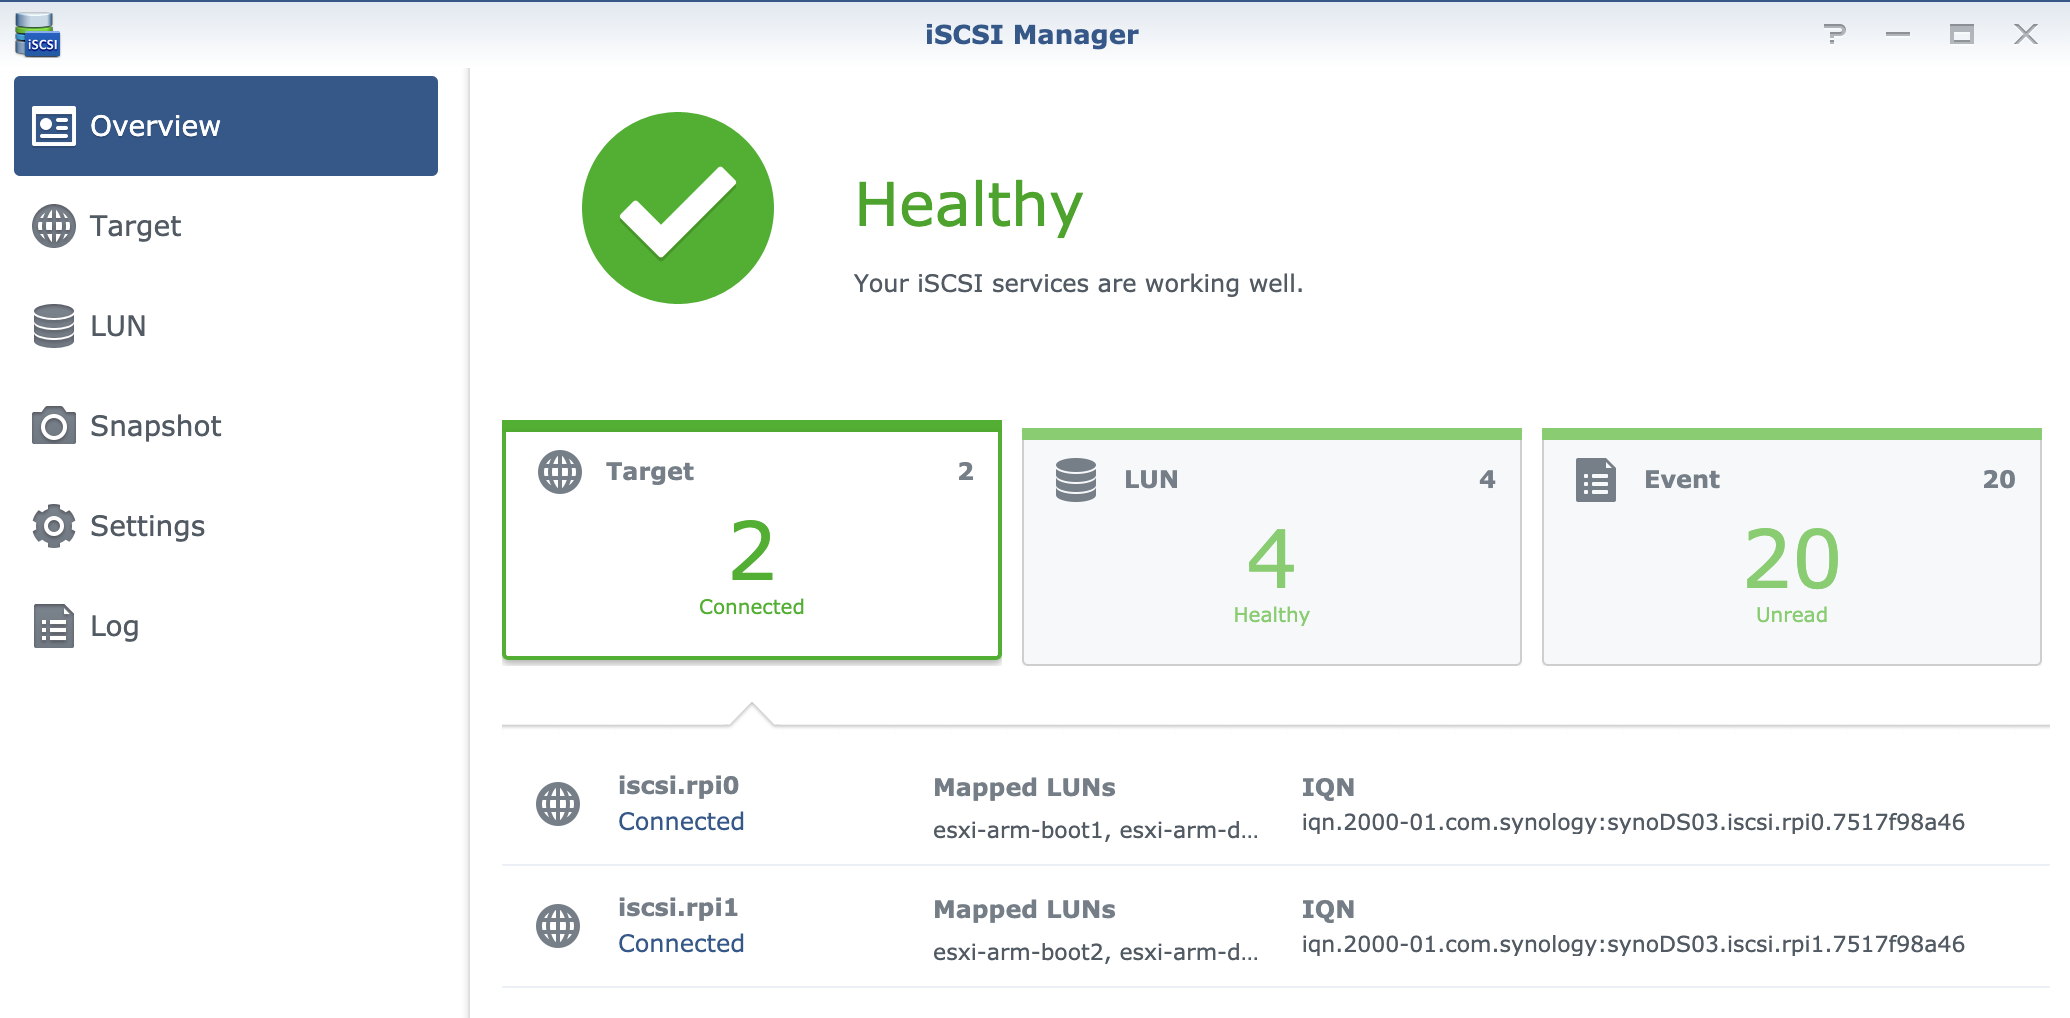 iSCSI
iSCSI Manager
Overview
Target
LUN
Snapshot
Settings
Log
Healthy
Your iSCSI services are working well.
Target 2
2
Connected
LUN 4
4
Healthy
Event 20
20
Unread
iscsi.rpi0 Mapped LUNs IQN
Connected esxi-arm-boot1, esxi-arm-d... iqn.2000-01.com.synology:synoDS03.iscsi.rpi0.7517f98a46
iscsi.rpi1 Mapped LUNs IQN
Connected esxi-arm-boot2, esxi-arm-d... iqn.2000-01.com.synology:synoDS03.iscsi.rpi1.7517f98a46